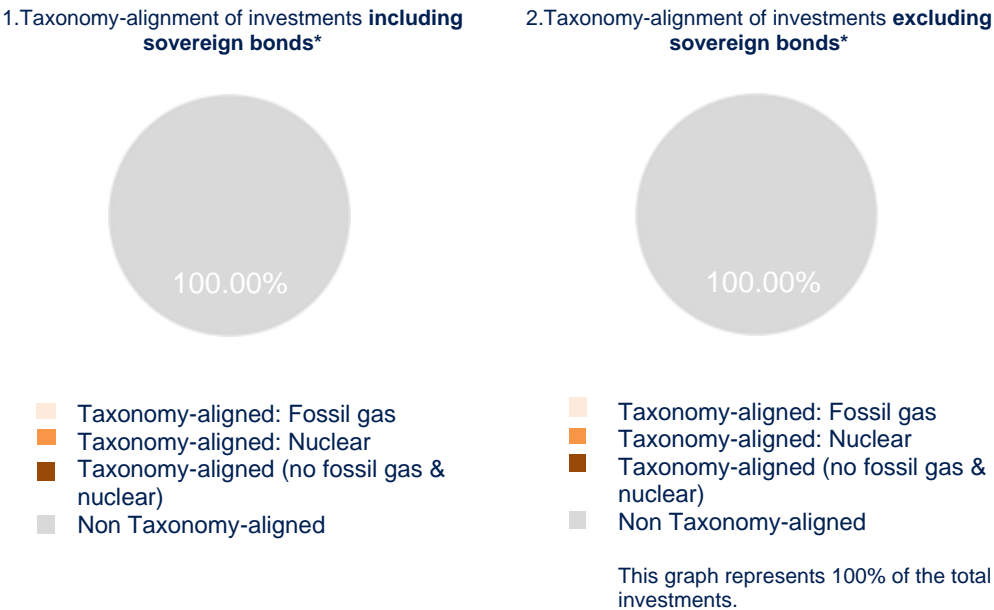 1.Taxonomy-alignment of investments including
sovereign bonds*
100.00%
Taxonomy-aligned: Fossil gas
Taxonomy-aligned: Nuclear
Taxonomy-aligned (no fossil gas &
nuclear)
Non Taxonomy-aligned
2.Taxonomy-alignment of investments excluding
sovereign bonds*
100.00%
Taxonomy-aligned: Fossil gas
Taxonomy-aligned: Nuclear
Taxonomy-aligned (no fossil gas &
nuclear)
Non Taxonomy-aligned
This graph represents 100% of the total
investments.